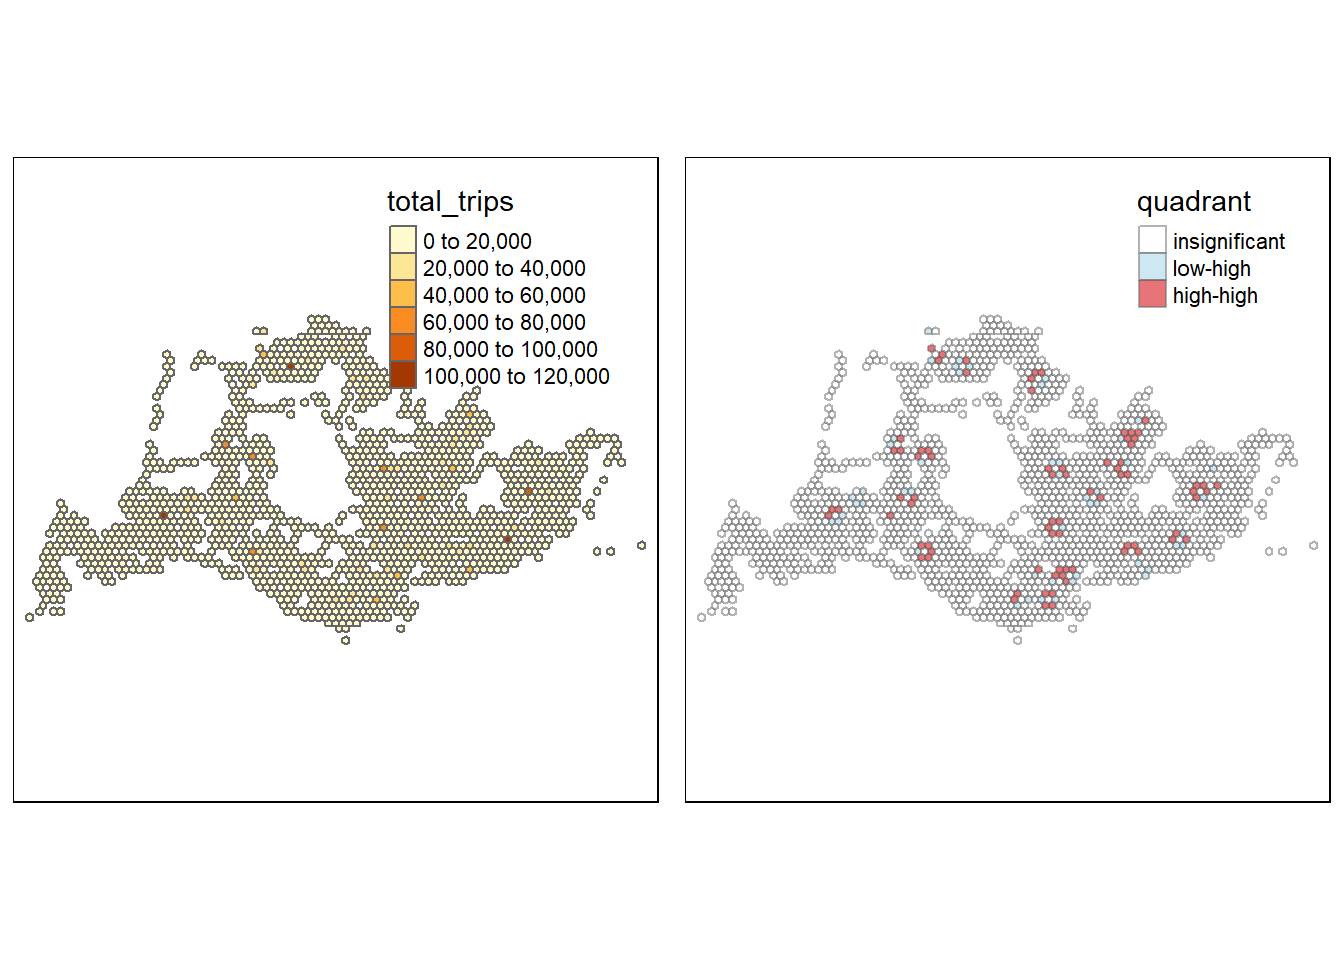 total_trips
0 to 20,000
20,000 to 40,000
40,000 to 60,000
60,000 to 80,000
80,000 to 100,000
100,000 to 120,000
quadrant
insignificant
low-high
high-high